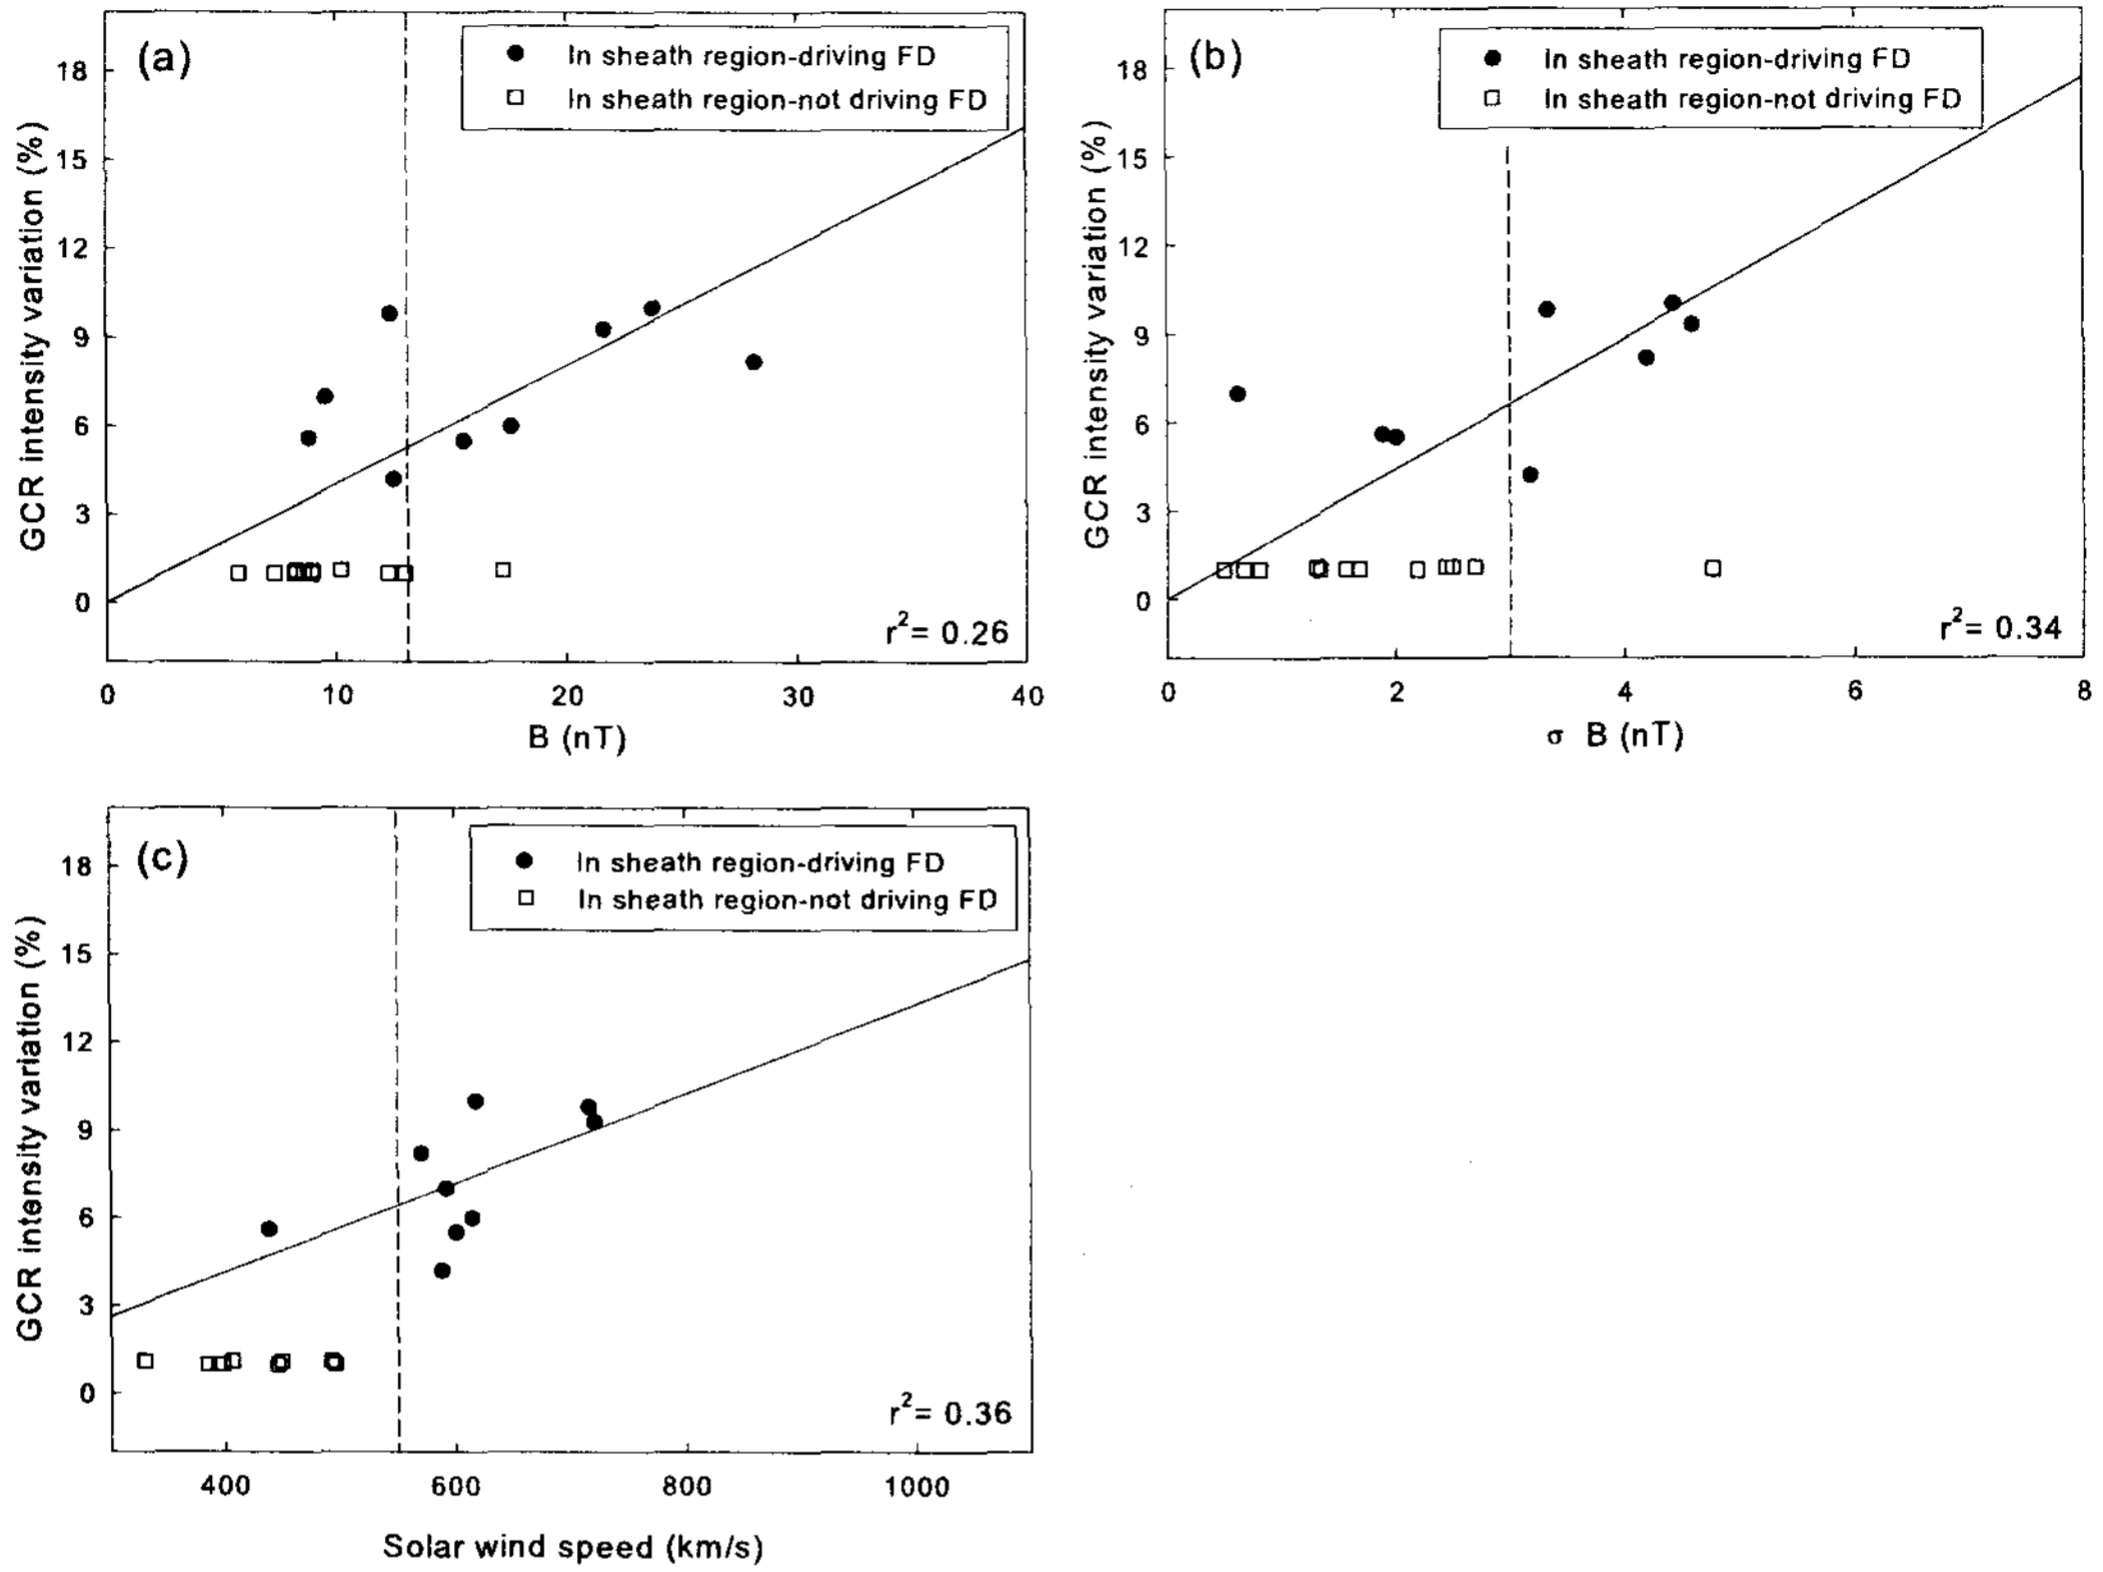 (a)
In sheath region-driving FD
In sheath region-not driving FD
GCR intensity variation (%)
18
15
12
9
6
3
0
r²= 0.26
0 10 20 30 40
B (nT)
(b)
In sheath region-driving FD
In sheath region-not driving FD
GCR intensity variation (%)
18
15
12
9
6
3
0
r²= 0.34
0 2 4 6 8
σ B (nT)
(c)
In sheath region-driving FD
In sheath region-not driving FD
GCR intensity variation (%)
18
15
12
9
6
3
0
r²= 0.36
400 600 800 1000
Solar wind speed (km/s)